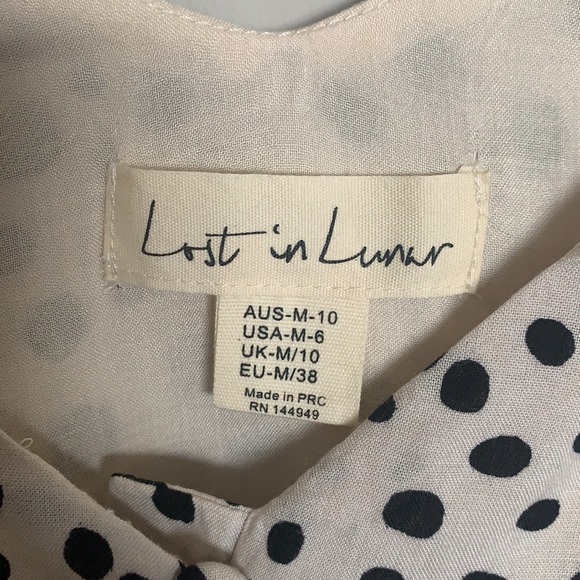 Lost in Lunar
AUS-M-10
USA-M-6
UK-M/10
EU-M/38
Made in PRC
RN 144949